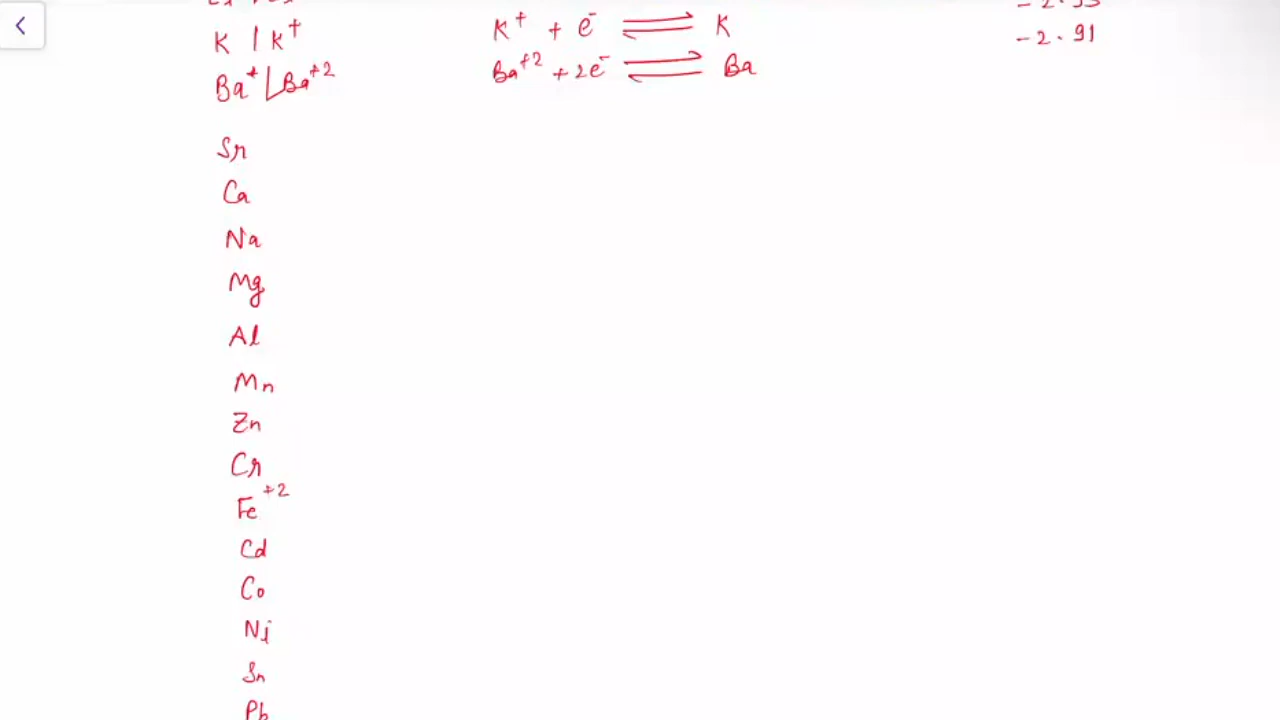 K / K+ K+ + e- ⇌ K - 2.91
Ba+ / Ba+2 Ba+2 + 2e- ⇌ Ba
Sr
Ca
Na
Mg
Al
Mn
Zn
Cr
Fe+2
Cd
Co
Ni
Sn
Pb